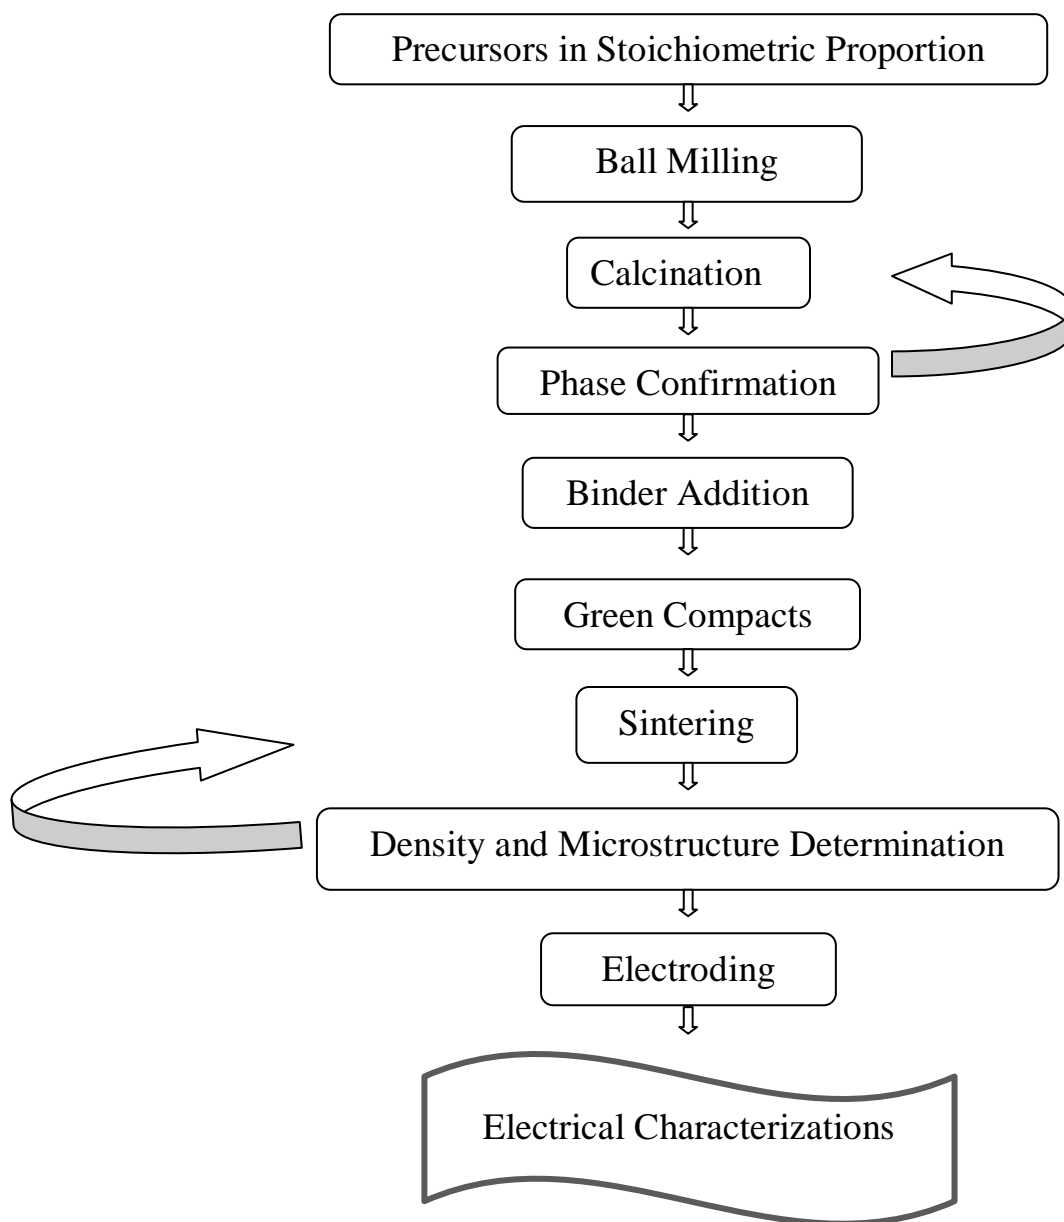 Precursors in Stoichiometric Proportion
Ball Milling
Calcination
Phase Confirmation
Binder Addition
Green Compacts
Sintering
Density and Microstructure Determination
Electroding
Electrical Characterizations